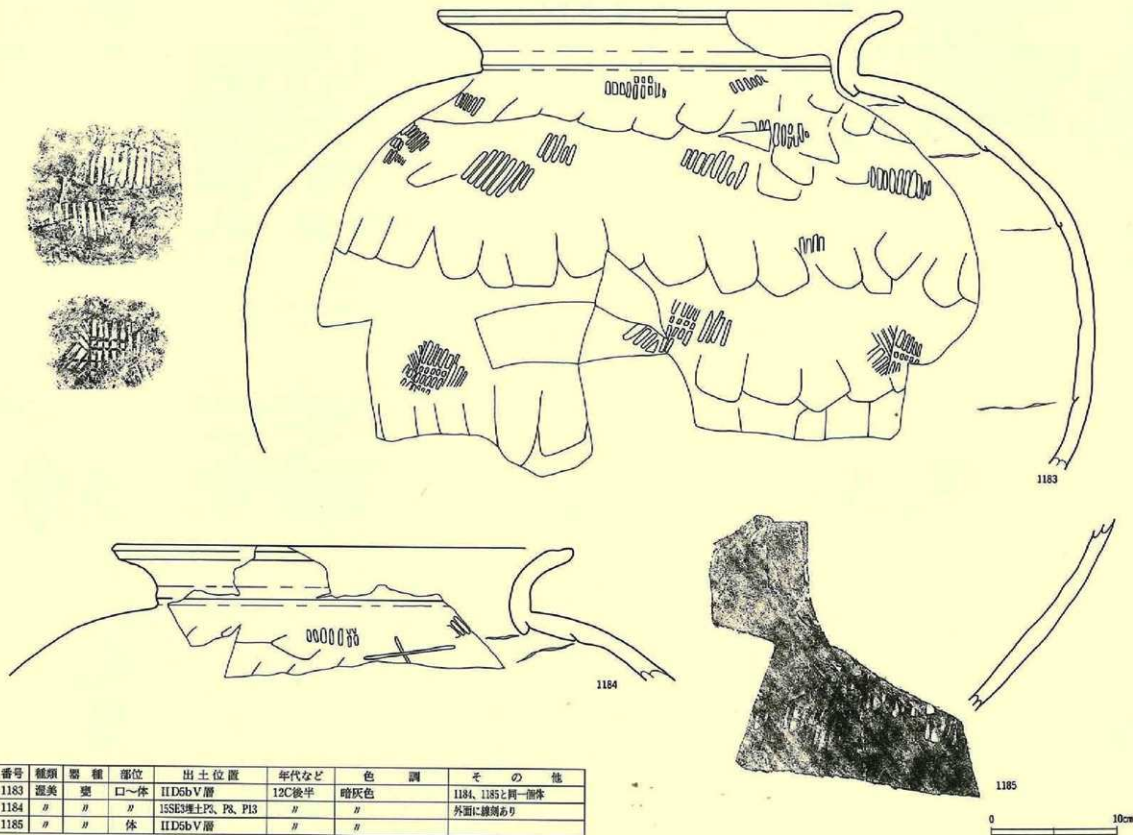 1183
1184
1185
0 10cm
番号 種類 器種 部位 出土位置 年代など 色調 その他
1183 渥美 甕 口～体 IID5bV層 12C後半 暗灰色 1184、1185と同一個体
1184 〃 〃 〃 15SE3埋土P3、P8、P13 〃 〃 外面に線刻あり
1185 〃 〃 体 IID5bV層 〃 〃